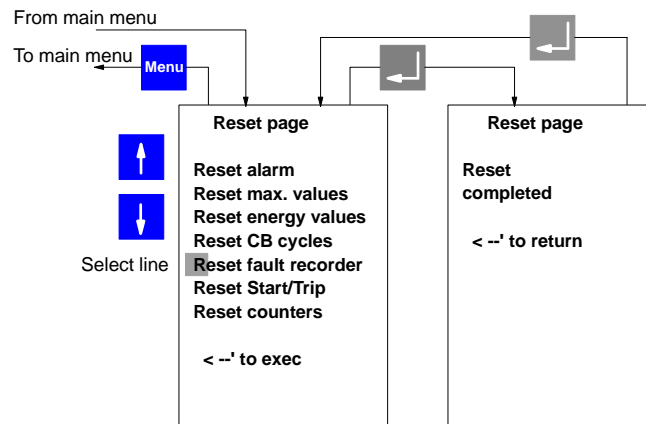 From main menu
To main menu
Menu
Reset page
Reset alarm
Reset max. values
Reset energy values
Reset CB cycles
Reset fault recorder
Reset Start/Trip
Reset counters
< --' to exec
Select line
Reset page
Reset
completed
< --' to return